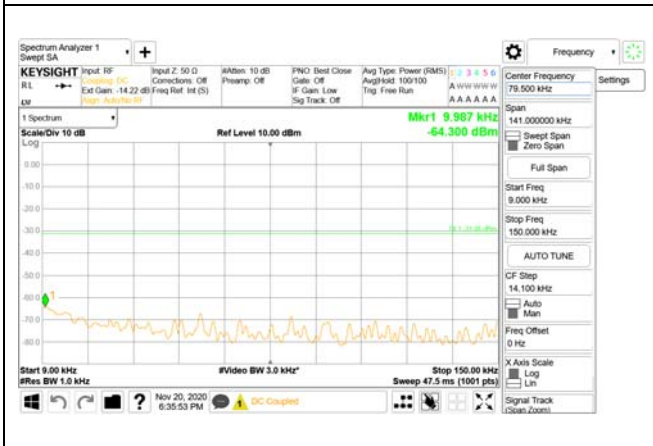 Spectrum Analyzer 1
Swept SA
+
Frequency
KEYSIGHT
RL
Input: RF
Coupling: DC
Ext Gain: -14.22 dB
Align: Auto/No RF
Input Z: 50 Ω
Corrections: Off
Freq Ref: Int (S)
#Atten: 10 dB
Preamp: Off
PNO: Best Close
Gate: Off
IF Gain: Low
Sig Track: Off
Avg Type: Power (RMS)
Avg|Hold: 100/100
Trig: Free Run
1 2 3 4 5 6
A W W W W W
A A A A A A
1 Spectrum
Scale/Div 10 dB
Log
Ref Level 10.00 dBm
Mkr1 9.987 kHz
-64.300 dBm
0.00
-10.0
-20.0
-30.0
-40.0
-50.0
-60.0
-70.0
-80.0
1
Start 9.00 kHz
#Res BW 1.0 kHz
#Video BW 3.0 kHz*
Stop 150.00 kHz
Sweep 47.5 ms (1001 pts)
Nov 20, 2020
6:35:53 PM
DC Coupled
Center Frequency
79.500 kHz
Settings
Span
141.000000 kHz
Swept Span
Zero Span
Full Span
Start Freq
9.000 kHz
Stop Freq
150.000 kHz
AUTO TUNE
CF Step
14.100 kHz
Auto
Man
Freq Offset
0 Hz
X Axis Scale
Log
Lin
Signal Track
(Span Zoom)